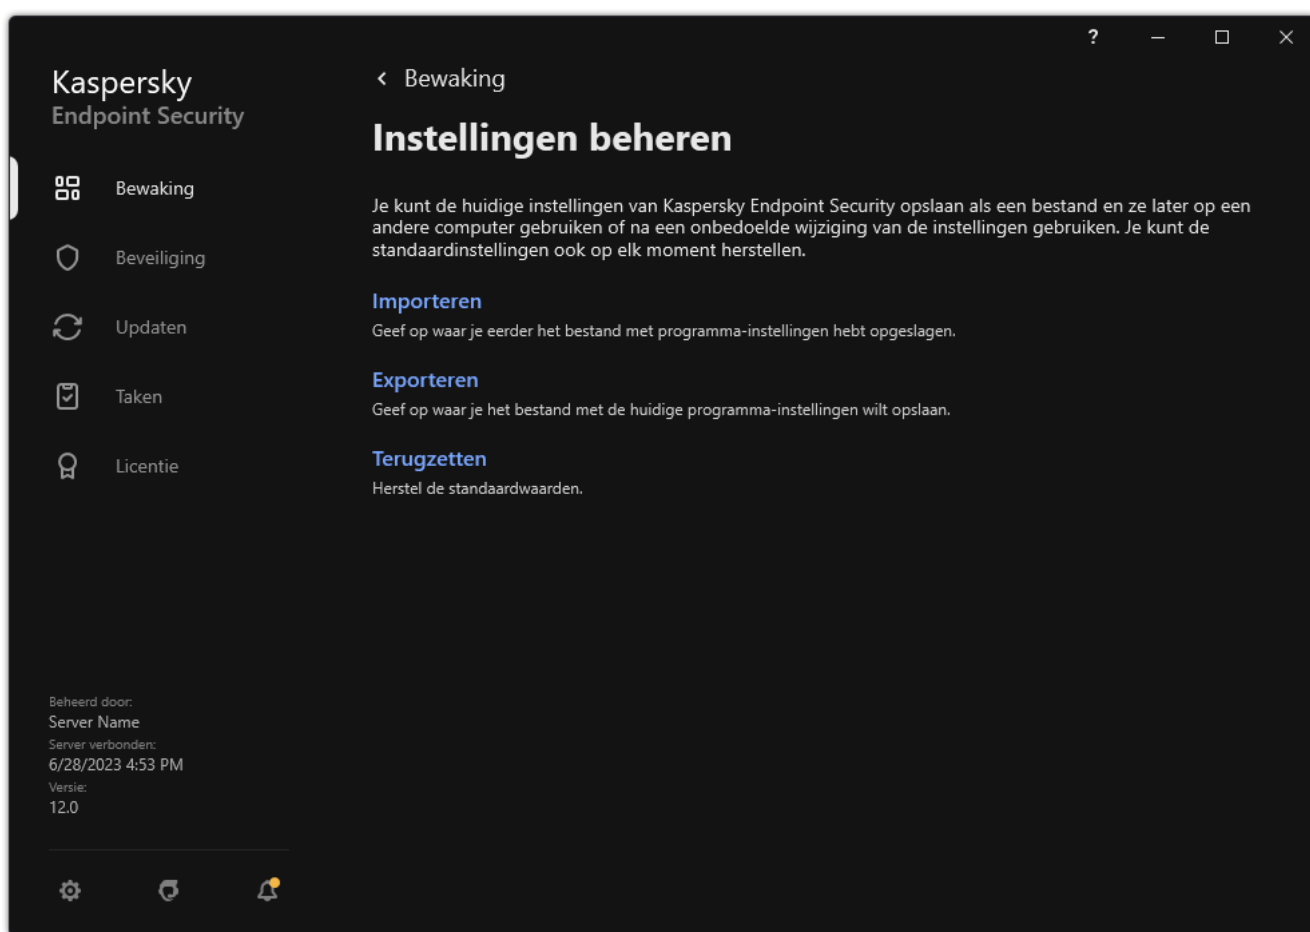 ?
Kaspersky
Endpoint Security
Bewaking
Beveiliging
Updaten
Taken
Licentie
Beheerd door:
Server Name
Server verbonden:
6/28/2023 4:53 PM
Versie:
12.0
Bewaking
Instellingen beheren
Je kunt de huidige instellingen van Kaspersky Endpoint Security opslaan als een bestand en ze later op een
andere computer gebruiken of na een onbedoelde wijziging van de instellingen gebruiken. Je kunt de
standaardinstellingen ook op elk moment herstellen.
Importeren
Geef op waar je eerder het bestand met programma-instellingen hebt opgeslagen.
Exporteren
Geef op waar je het bestand met de huidige programma-instellingen wilt opslaan.
Terugzetten
Herstel de standaardwaarden.